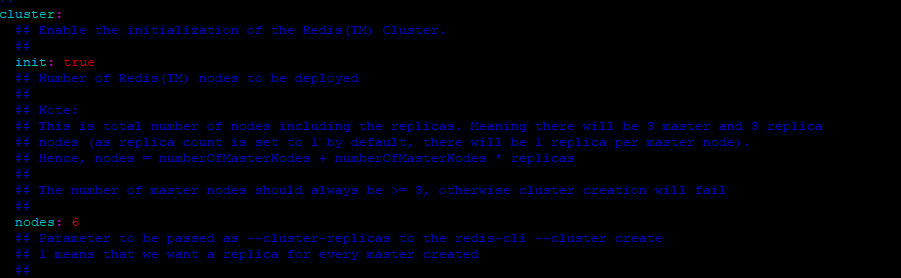 cluster:
## Enable the initialization of the Redis(TM) Cluster.
##
init: true
## Number of Redis(TM) nodes to be deployed
##
## Note:
## This is total number of nodes including the replicas. Meaning there will be 3 master and 3 replica
## nodes (as replica count is set to 1 by default, there will be 1 replica per master node).
## Hence, nodes = numberOfMasterNodes + numberOfMasterNodes * replicas
##
## The number of master nodes should always be >= 3, otherwise cluster creation will fail
##
nodes: 6
## Parameter to be passed as --cluster-replicas to the redis-cli --cluster create
## 1 means that we want a replica for every master created
##